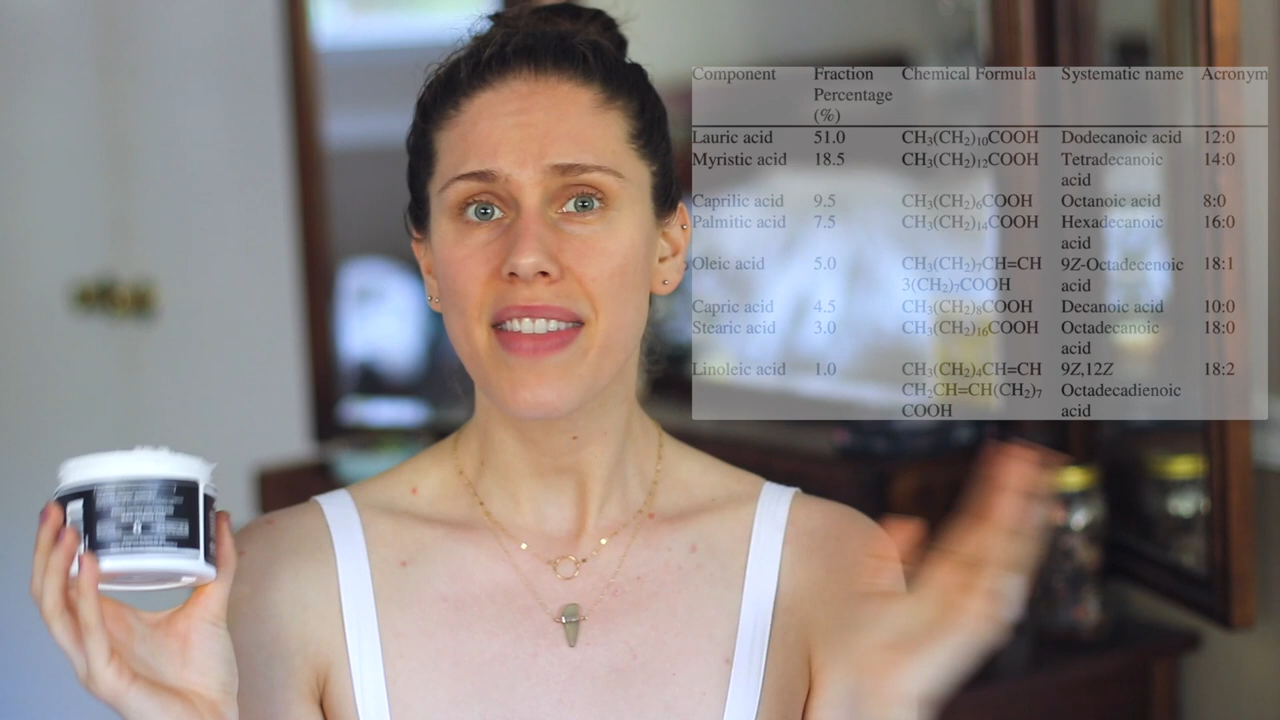 Component Fraction Chemical Formula Systematic name Acronym
Percentage
(%)
Lauric acid 51.0 CH₃(CH₂)₁₀COOH Dodecanoic acid 12:0
Myristic acid 18.5 CH₃(CH₂)₁₂COOH Tetradecanoic 14:0
acid
Caprilic acid 9.5 CH₃(CH₂)₆COOH Octanoic acid 8:0
Palmitic acid 7.5 CH₃(CH₂)₁₄COOH Hexadecanoic 16:0
acid
Oleic acid 5.0 CH₃(CH₂)₇CH=CH 9Z-Octadecenoic 18:1
3(CH₂)₇COOH acid
Capric acid 4.5 CH₃(CH₂)₈COOH Decanoic acid 10:0
Stearic acid 3.0 CH₃(CH₂)₁₆COOH Octadecanoic 18:0
acid
Linoleic acid 1.0 CH₃(CH₂)₄CH=CH 9Z,12Z 18:2
CH₂CH=CH(CH₂)₇ Octadecadienoic
COOH acid